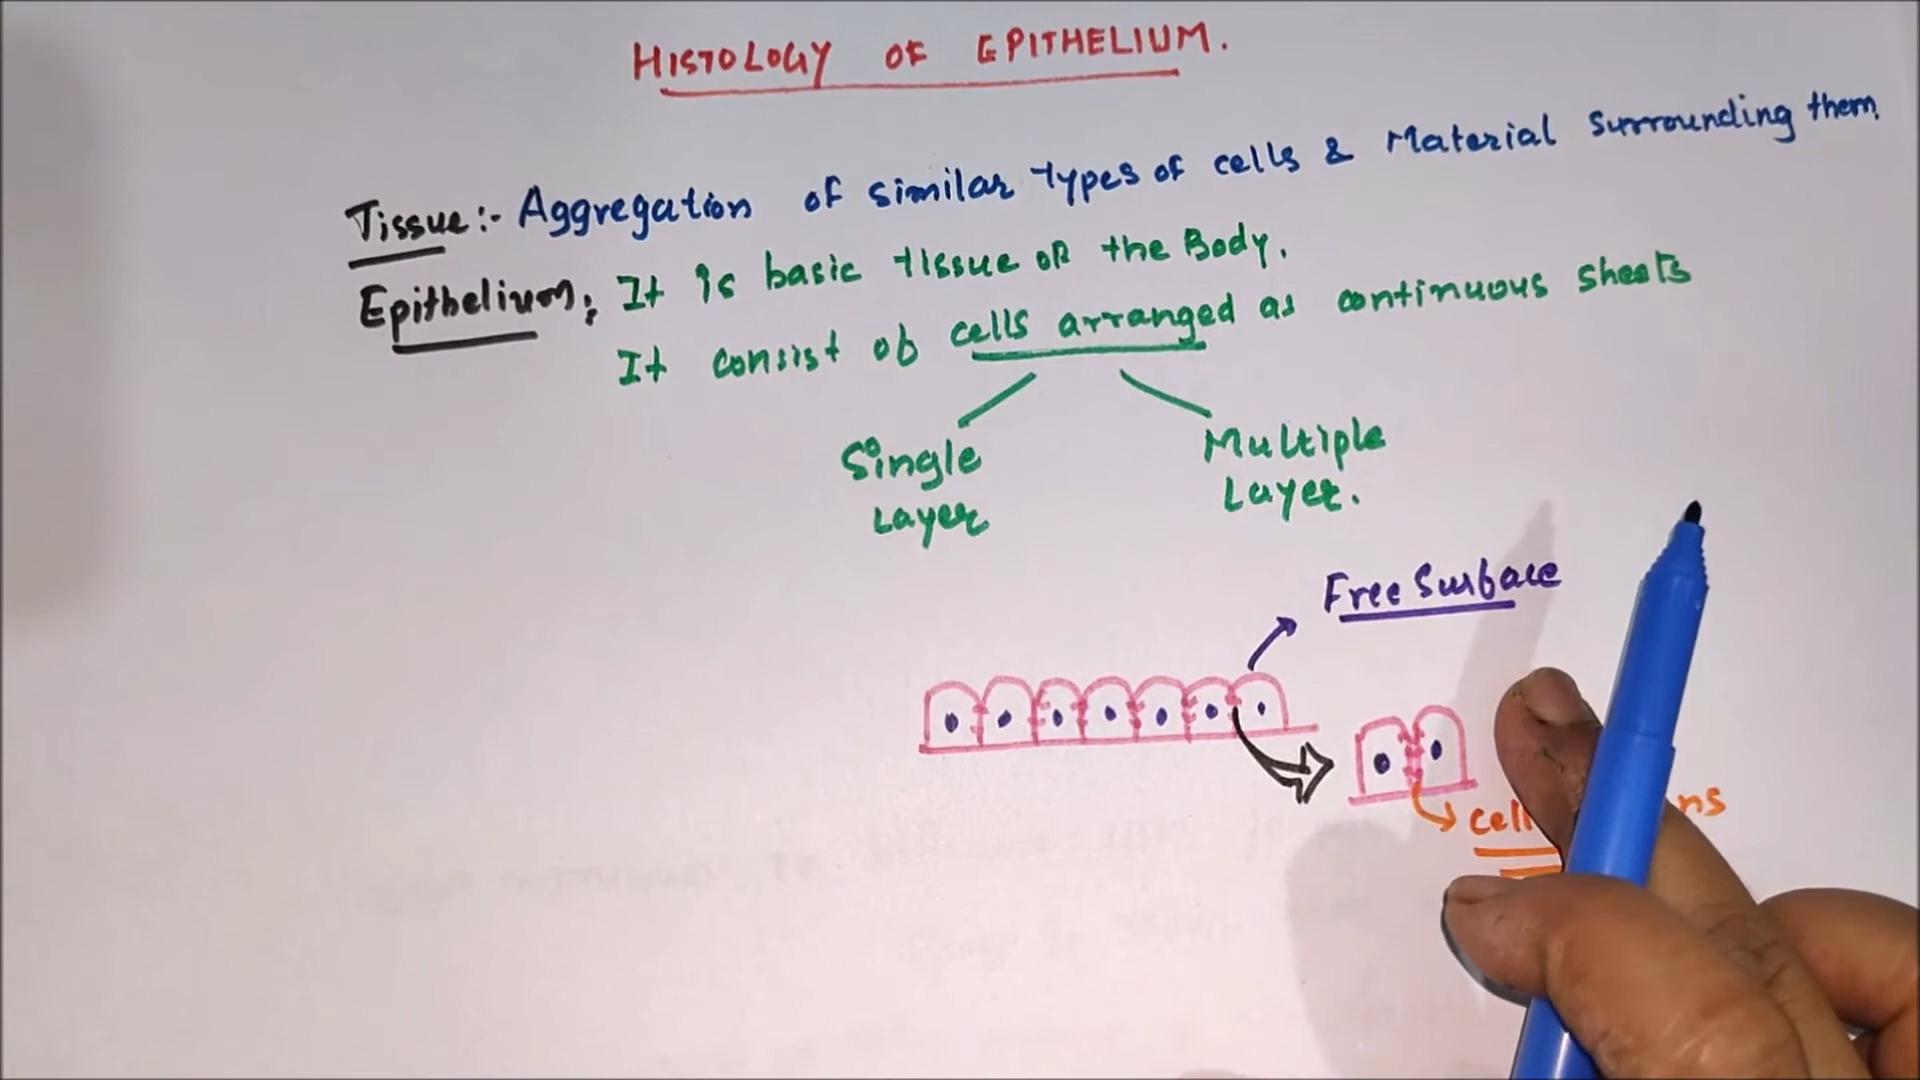 HISTOLOGY OF EPITHELIUM.
Tissue:- Aggregation of similar types of cells & Material surrounding them.
Epithelium: It is basic tissue of the Body.
It consist of cells arranged as continuous sheets
Single Layer
Multiple Layer.
Free Surface
cell